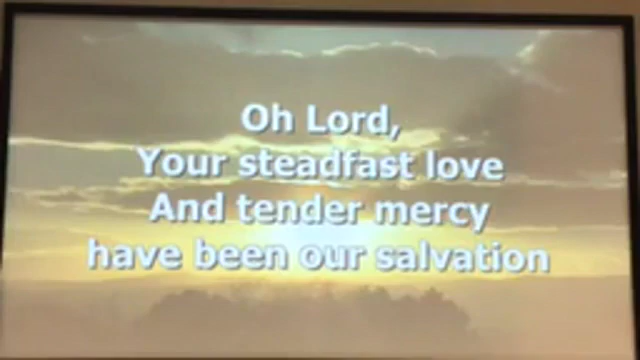 Oh Lord,
Your steadfast love
And tender mercy
have been our salvation